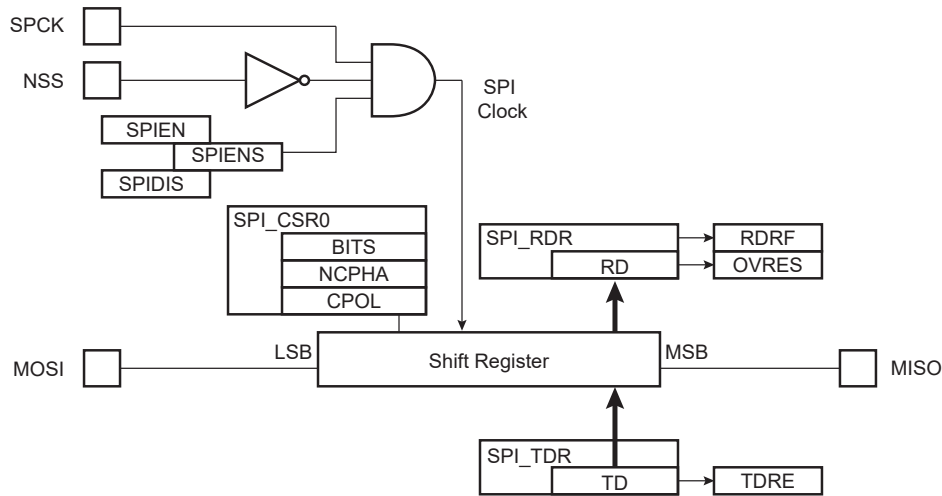 SPCK
NSS
SPI
Clock
SPIEN
SPIENS
SPIDIS
SPI_CSR0
BITS
NCPHA
CPOL
SPI_RDR
RD
RDRF
OVRES
MOSI
LSB
Shift Register
MSB
MISO
SPI_TDR
TD
TDRE